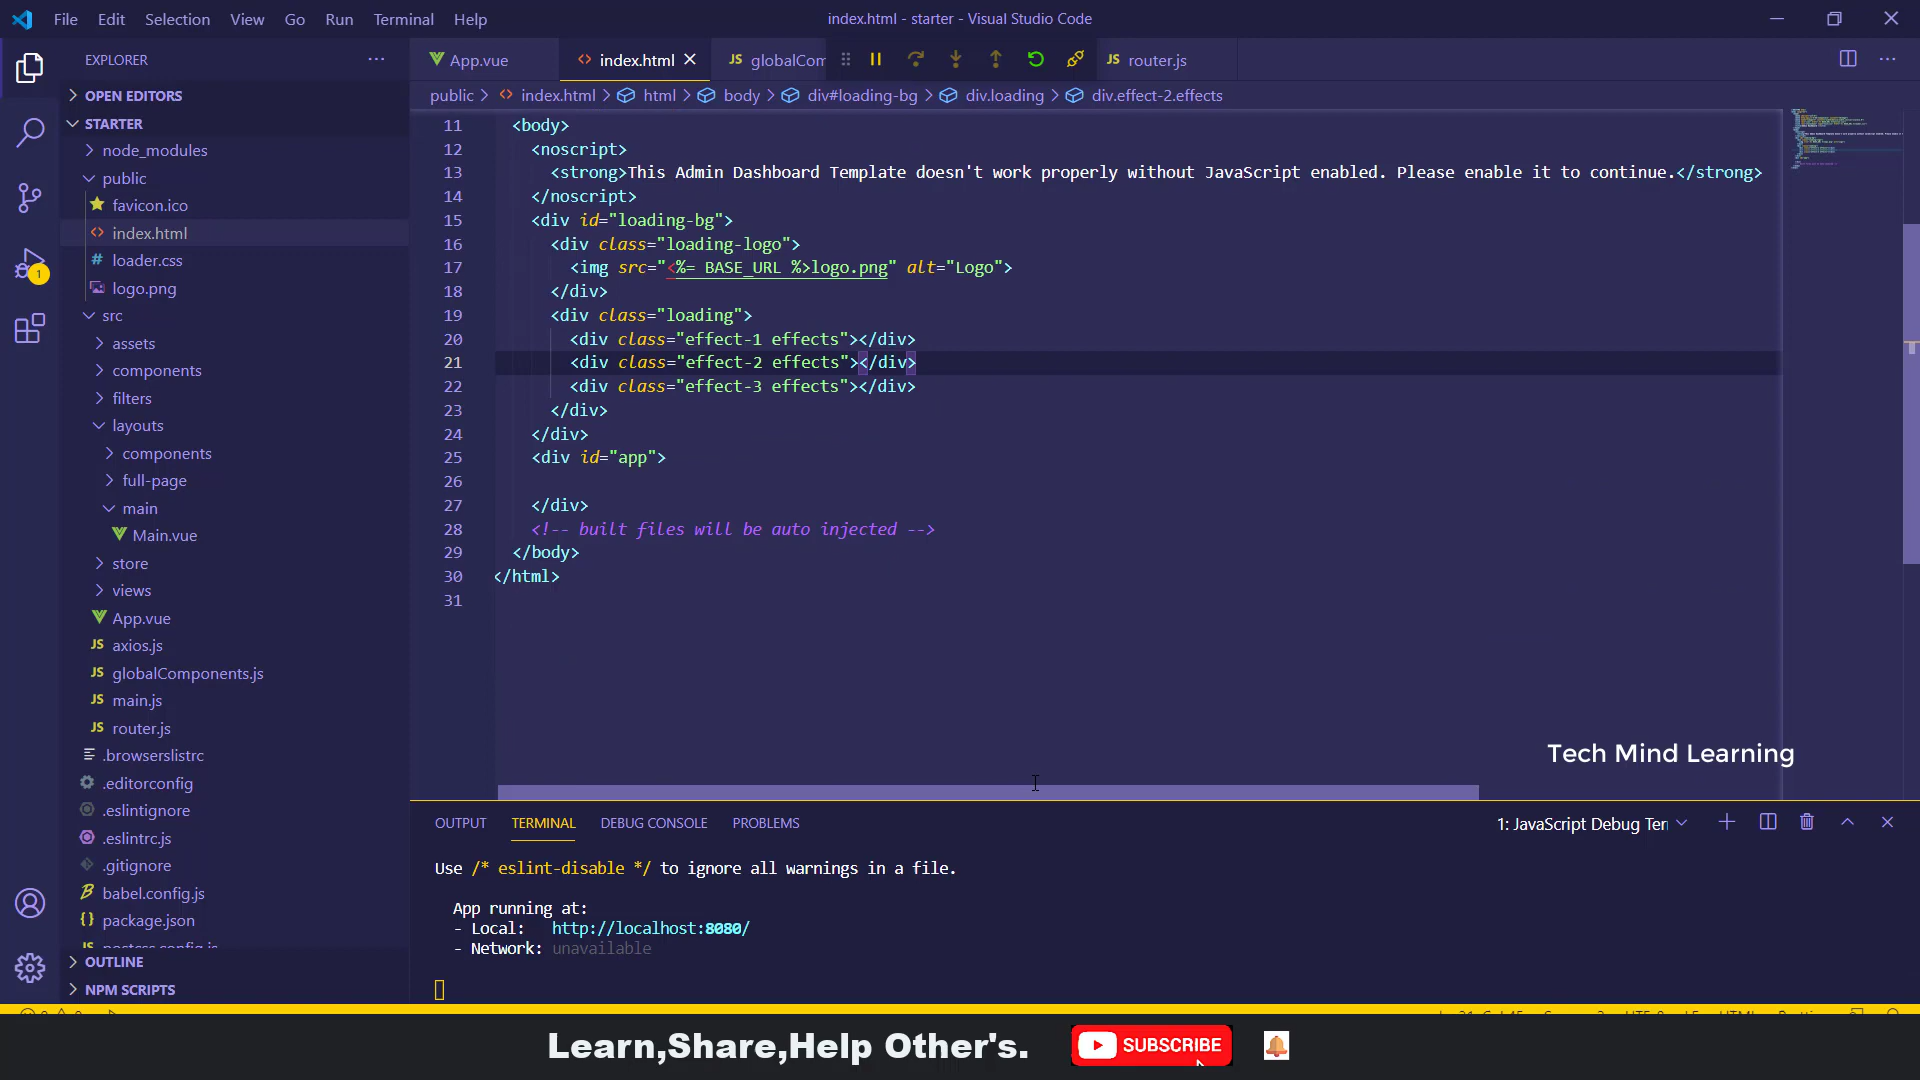 File Edit Selection View Go Run Terminal Help
index.html - starter - Visual Studio Code
EXPLORER
OPEN EDITORS
STARTER
node_modules
public
favicon.ico
index.html
loader.css
logo.png
src
assets
components
filters
layouts
components
full-page
main
Main.vue
store
views
App.vue
JS axios.js
JS globalComponents.js
JS main.js
JS router.js
.browserslistrc
.editorconfig
.eslintignore
.eslintrc.js
.gitignore
babel.config.js
package.json
OUTLINE
NPM SCRIPTS
1
App.vue
index.html
JS globalCom
JS router.js
public > index.html > html > body > div#loading-bg > div.loading > div.effect-2.effects
11 <body>
12 <noscript>
13 <strong>This Admin Dashboard Template doesn't work properly without JavaScript enabled. Please enable it to continue.</strong>
14 </noscript>
15 <div id="loading-bg">
16 <div class="loading-logo">
17 <img src="<%= BASE_URL %>logo.png" alt="Logo">
18 </div>
19 <div class="loading">
20 <div class="effect-1 effects"></div>
21 <div class="effect-2 effects"></div>
22 <div class="effect-3 effects"></div>
23 </div>
24 </div>
25 <div id="app">
26
27 </div>
28 <!-- built files will be auto injected -->
29 </body>
30 </html>
31
Tech Mind Learning
OUTPUT TERMINAL DEBUG CONSOLE PROBLEMS
1: JavaScript Debug Ter
Use /* eslint-disable */ to ignore all warnings in a file.
App running at:
- Local: http://localhost:8080/
- Network: unavailable
Learn,Share,Help Other's.
SUBSCRIBE